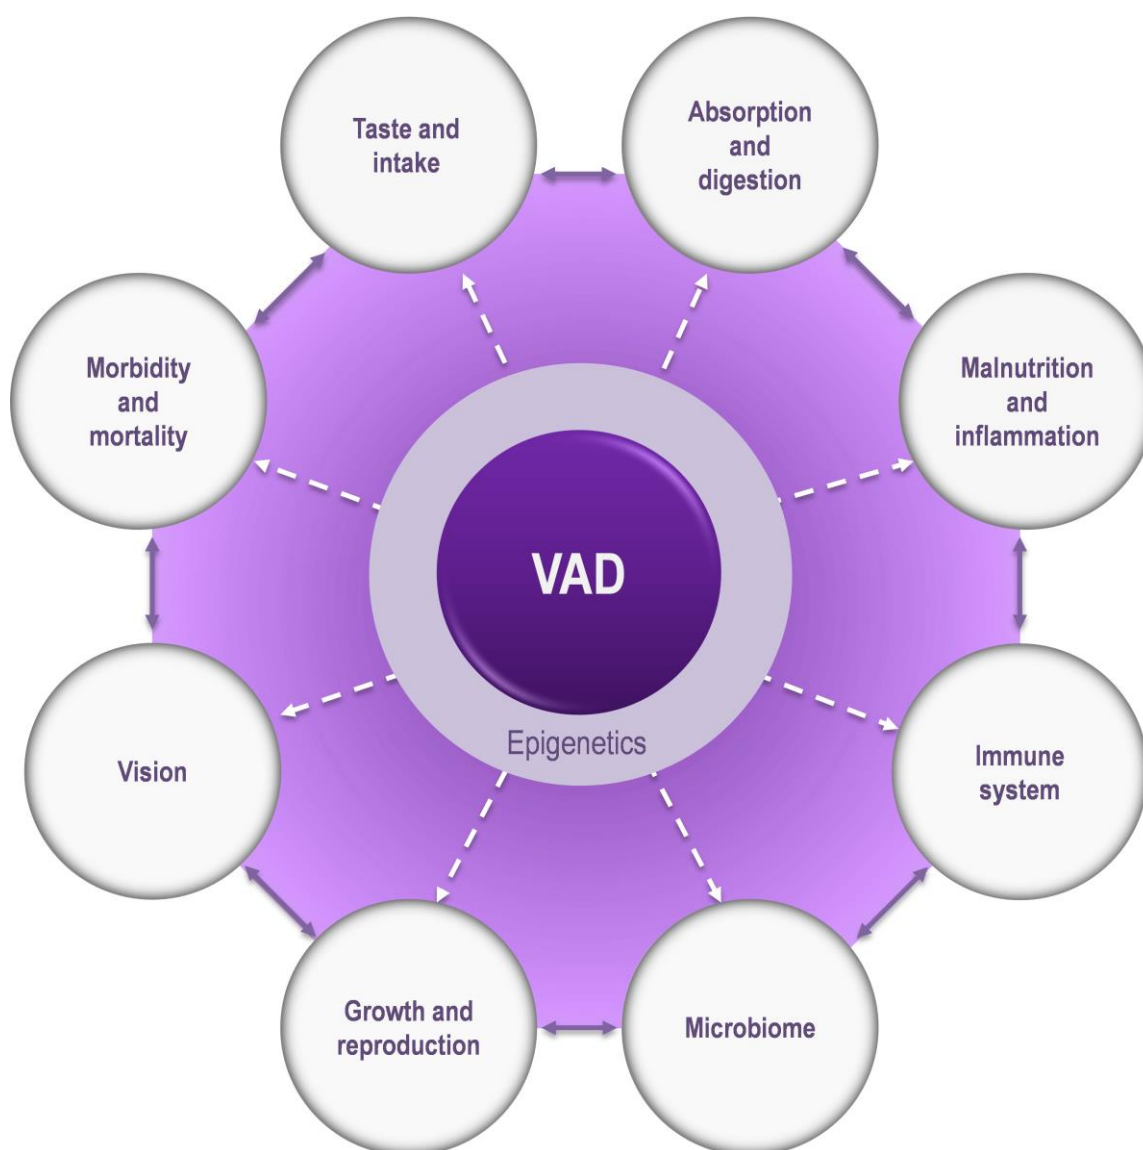 Taste and
intake
Absorption
and
digestion
Morbidity
and
mortality
Malnutrition
and
inflammation
VAD
Epigenetics
Vision
Immune
system
Growth and
reproduction
Microbiome